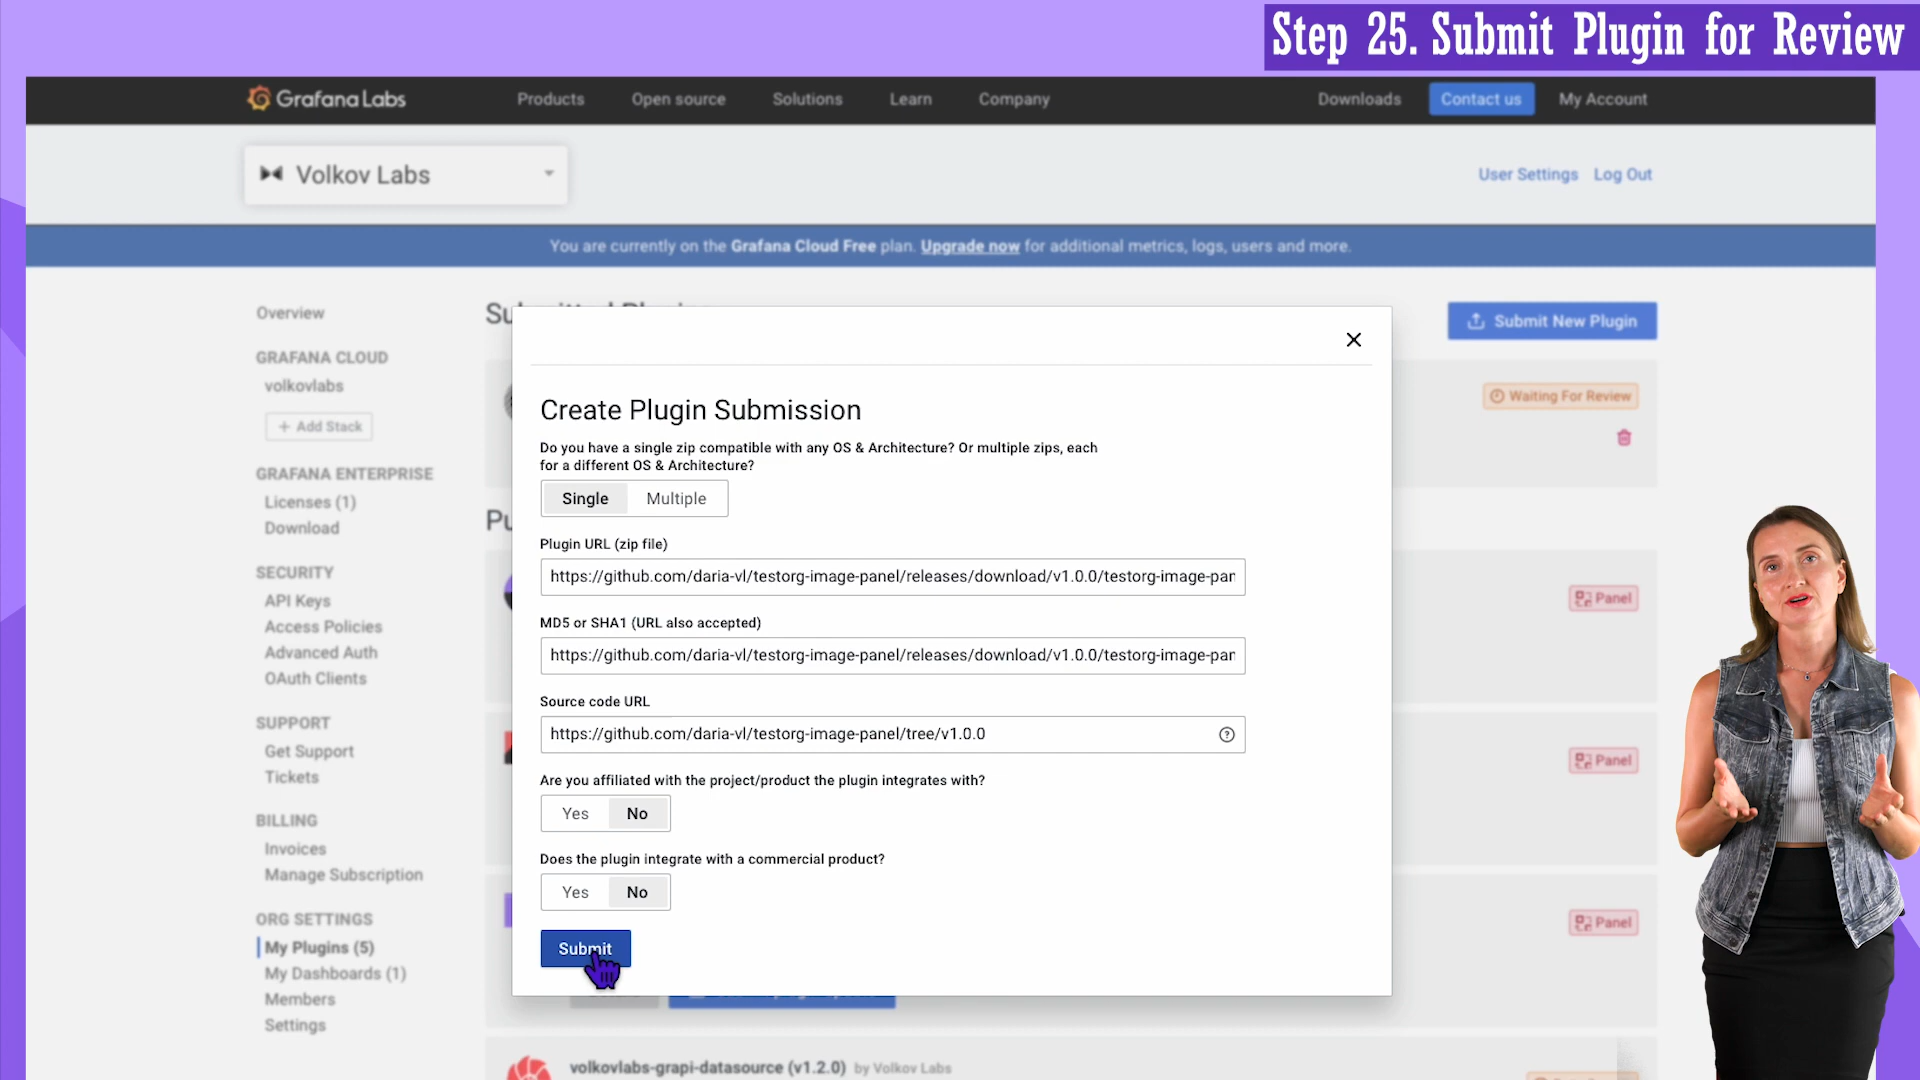 Step 25. Submit Plugin for Review
Grafana Labs
Products
Open source
Solutions
Learn
Company
Downloads
Contact us
My Account
Volkov Labs
User Settings
Log Out
You are currently on the Grafana Cloud Free plan. Upgrade now for additional metrics, logs, users and more.
Overview
GRAFANA CLOUD
volkovlabs
+ Add Stack
GRAFANA ENTERPRISE
Licenses (1)
Download
SECURITY
API Keys
Access Policies
Advanced Auth
OAuth Clients
SUPPORT
Get Support
Tickets
BILLING
Invoices
Manage Subscription
ORG SETTINGS
My Plugins (5)
My Dashboards (1)
Members
Settings
Submit New Plugin
Waiting For Review
Create Plugin Submission
Do you have a single zip compatible with any OS & Architecture? Or multiple zips, each
for a different OS & Architecture?
Single
Multiple
Plugin URL (zip file)
https://github.com/daria-vl/testorg-image-panel/releases/download/v1.0.0/testorg-image-pan
MD5 or SHA1 (URL also accepted)
https://github.com/daria-vl/testorg-image-panel/releases/download/v1.0.0/testorg-image-pan
Source code URL
https://github.com/daria-vl/testorg-image-panel/tree/v1.0.0
Are you affiliated with the project/product the plugin integrates with?
Yes
No
Does the plugin integrate with a commercial product?
Yes
No
Submit
Panel
Panel
Panel
volkovlabs-grapi-datasource (v1.2.0) by Volkov Labs